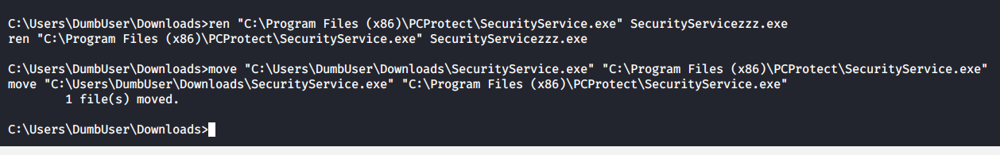 C:\Users\DumbUser\Downloads>ren "C:\Program Files (x86)\PCProtect\SecurityService.exe" SecurityServicezzz.exe
ren "C:\Program Files (x86)\PCProtect\SecurityService.exe" SecurityServicezzz.exe
C:\Users\DumbUser\Downloads>move "C:\Users\DumbUser\Downloads\SecurityService.exe" "C:\Program Files (x86)\PCProtect\SecurityService.exe"
move "C:\Users\DumbUser\Downloads\SecurityService.exe" "C:\Program Files (x86)\PCProtect\SecurityService.exe"
        1 file(s) moved.
C:\Users\DumbUser\Downloads>